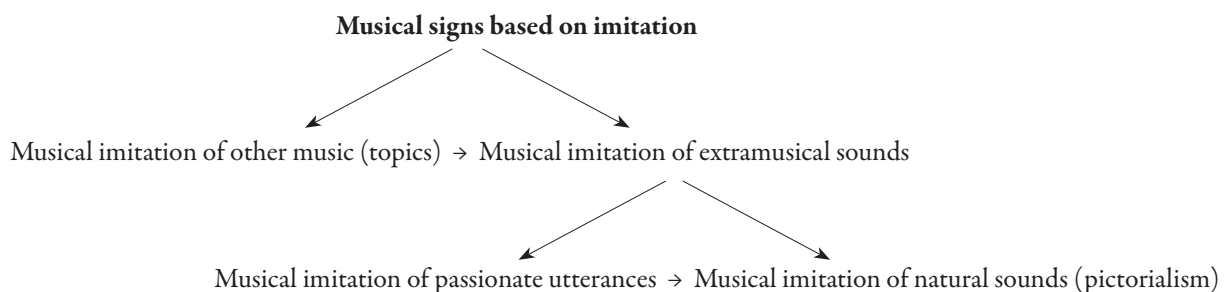 Musical signs based on imitation
Musical imitation of other music (topics) → Musical imitation of extramusical sounds
Musical imitation of passionate utterances → Musical imitation of natural sounds (pictorialism)